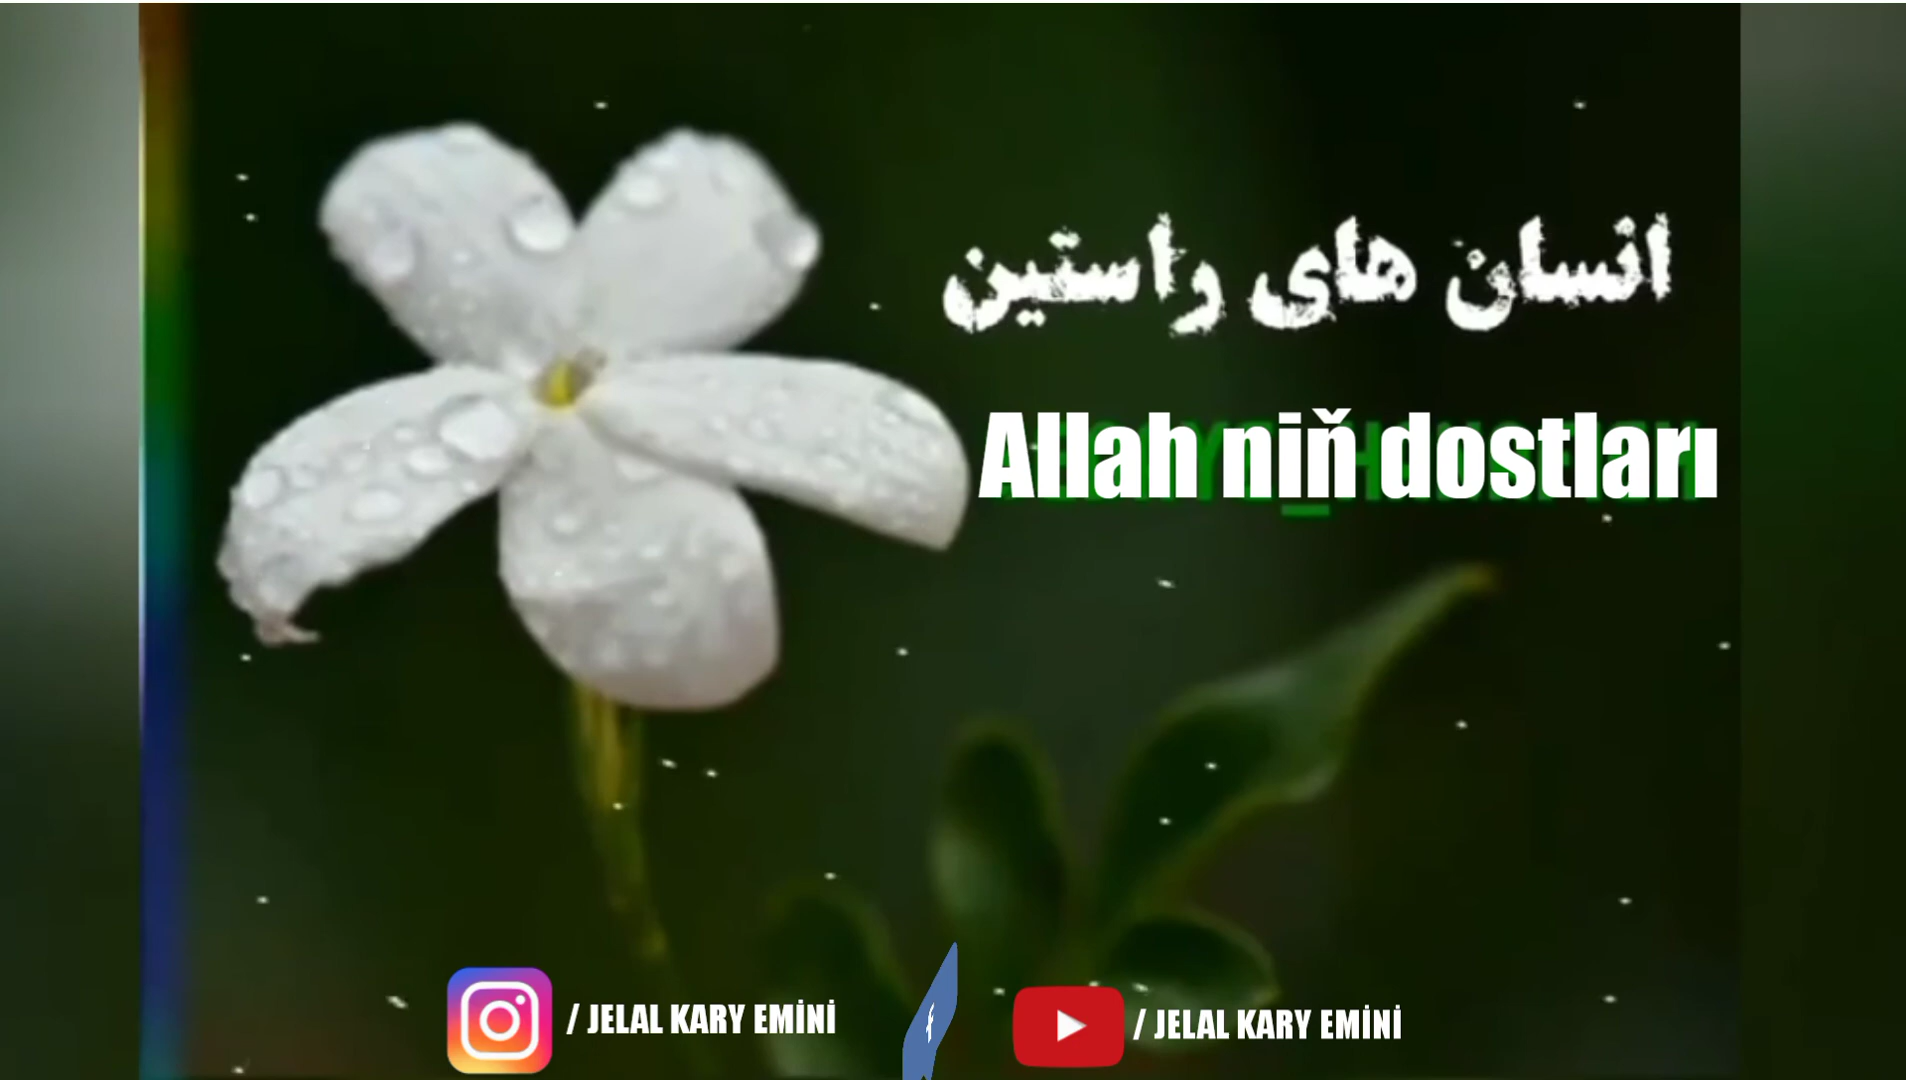 انسان های راستین
Allah niň dostları
/ JELAL KARY EMİNİ
f
/ JELAL KARY EMİNİ